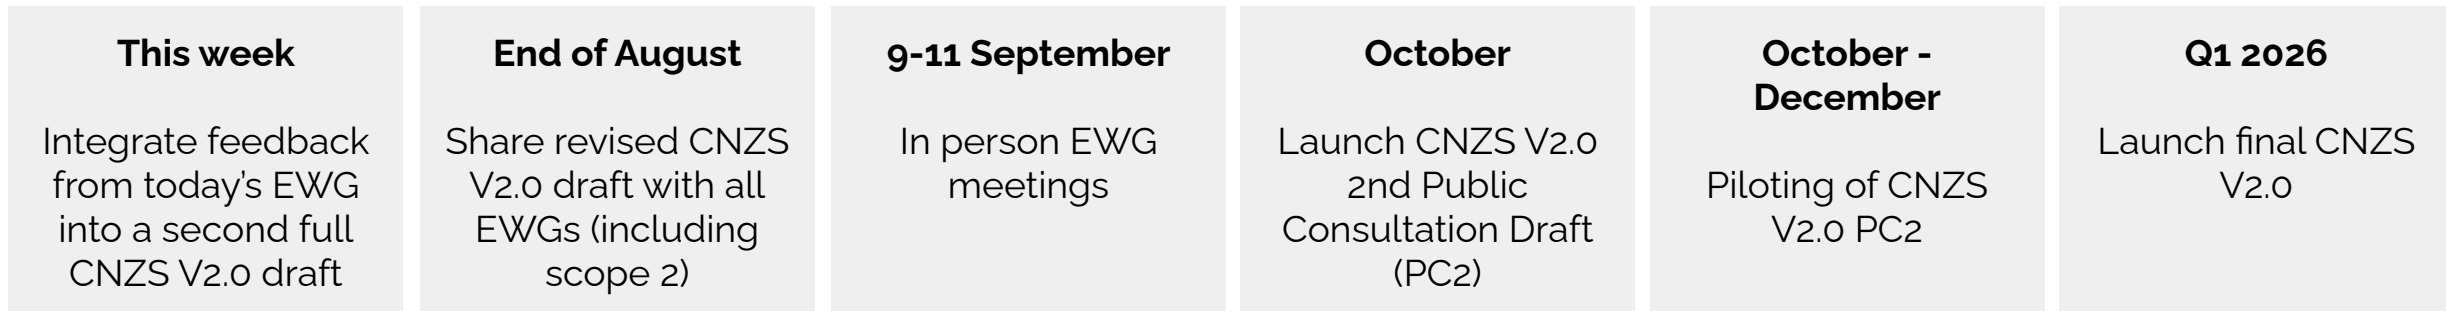 This week
Integrate feedback
from today's EWG
into a second full
CNZS V2.0 draft
End of August
Share revised CNZS
V2.0 draft with all
EWGs (including
scope 2)
9-11 September
In person EWG
meetings
October
Launch CNZS V2.0
2nd Public
Consultation Draft
(PC2)
October -
December
Piloting of CNZS
V2.0 PC2
Q1 2026
Launch final CNZS
V2.0